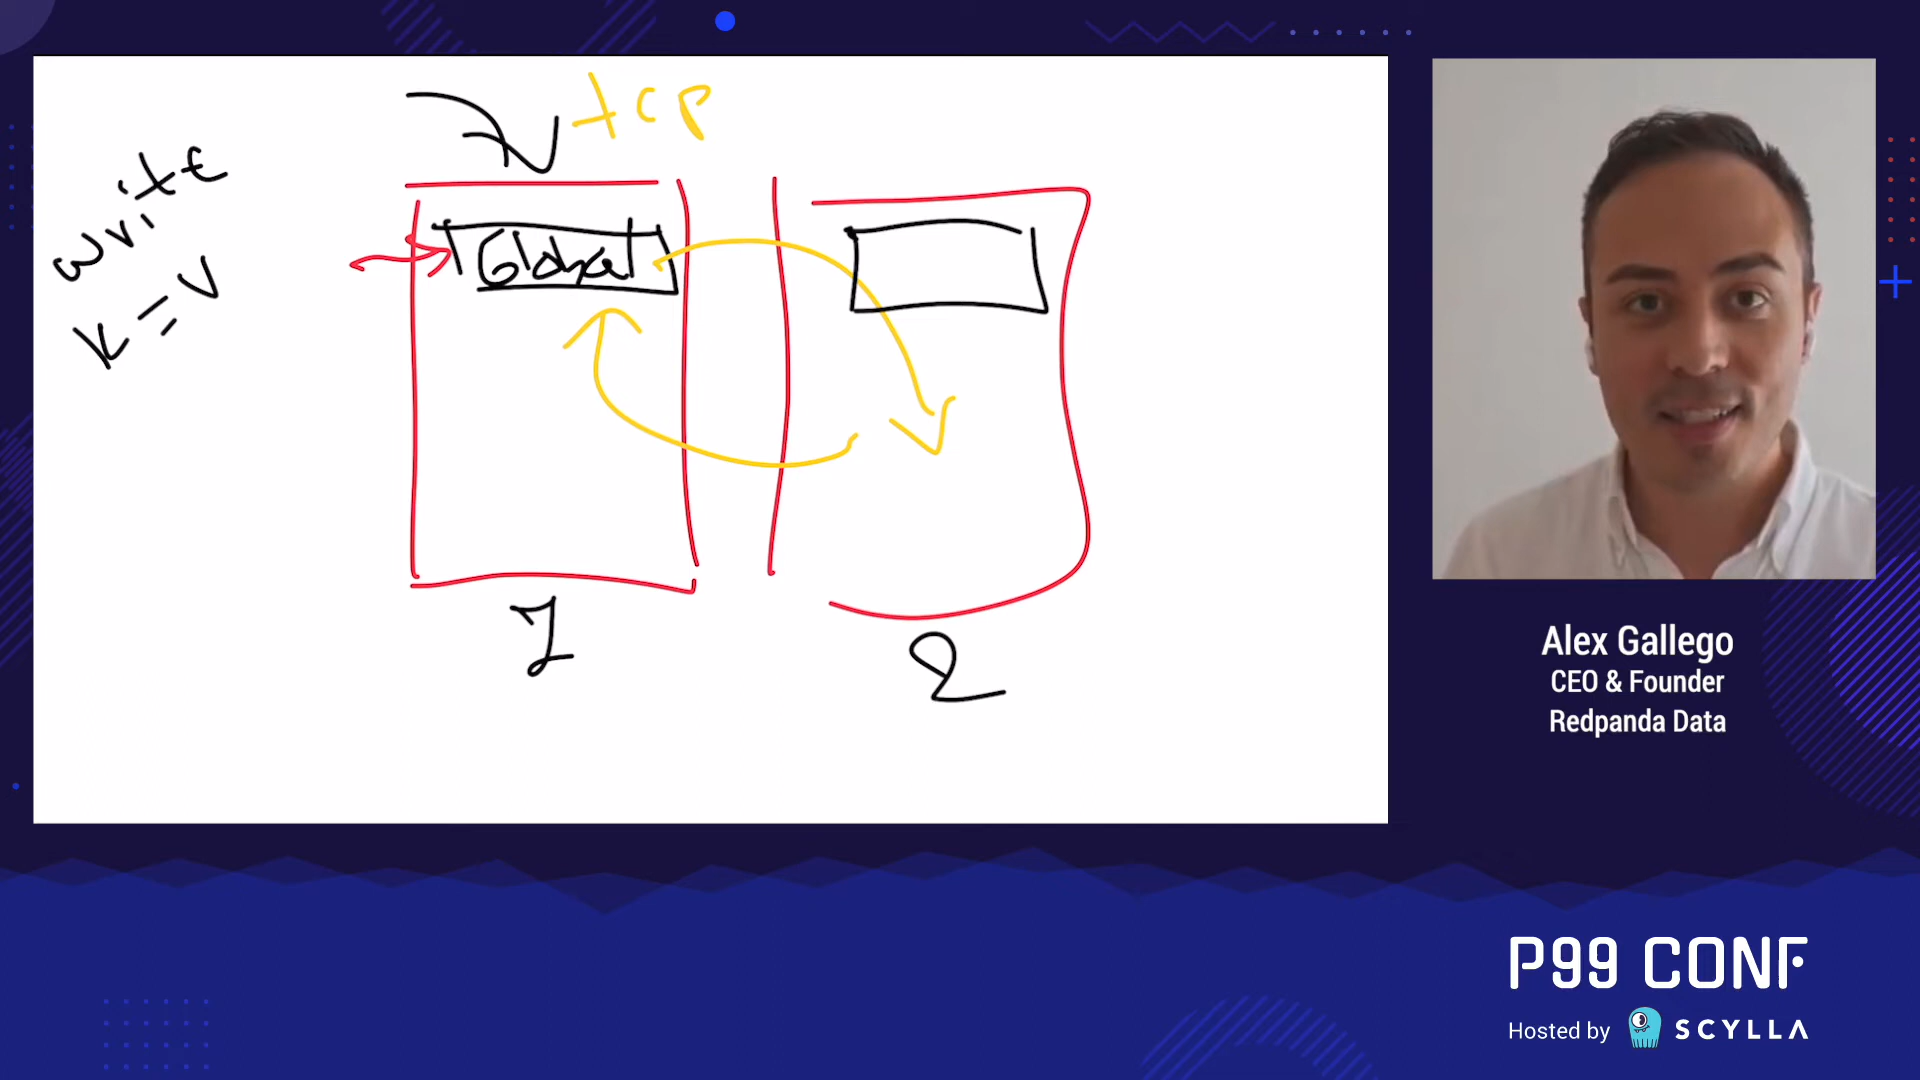 tcp
write
k = v
Global
1
2
Alex Gallego
CEO & Founder
Redpanda Data
P99 CONF
Hosted by SCYLLA